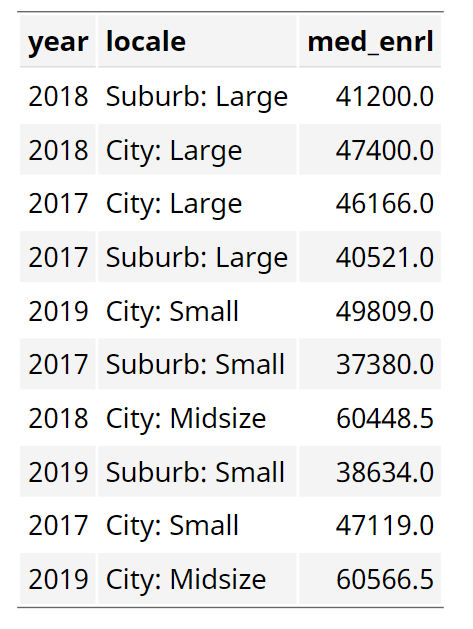 year locale med_enrl
2018 Suburb: Large 41200.0
2018 City: Large 47400.0
2017 City: Large 46166.0
2017 Suburb: Large 40521.0
2019 City: Small 49809.0
2017 Suburb: Small 37380.0
2018 City: Midsize 60448.5
2019 Suburb: Small 38634.0
2017 City: Small 47119.0
2019 City: Midsize 60566.5